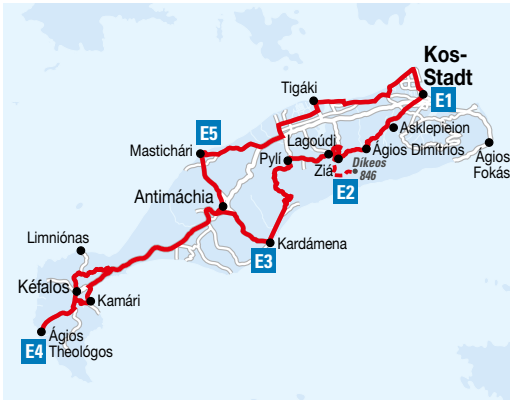 Kos-
Stadt
E1
Tigáki
E5
Asklepieion
Mastichári
Lagoúdi
Pylí
Ziá
Ágios Dimítrios
Díkeos
846
Ágios
Fokás
E2
Antimáchia
Limniónas
E3
Kardámena
Kéfalos
Kamári
E4
Ágios
Theológos